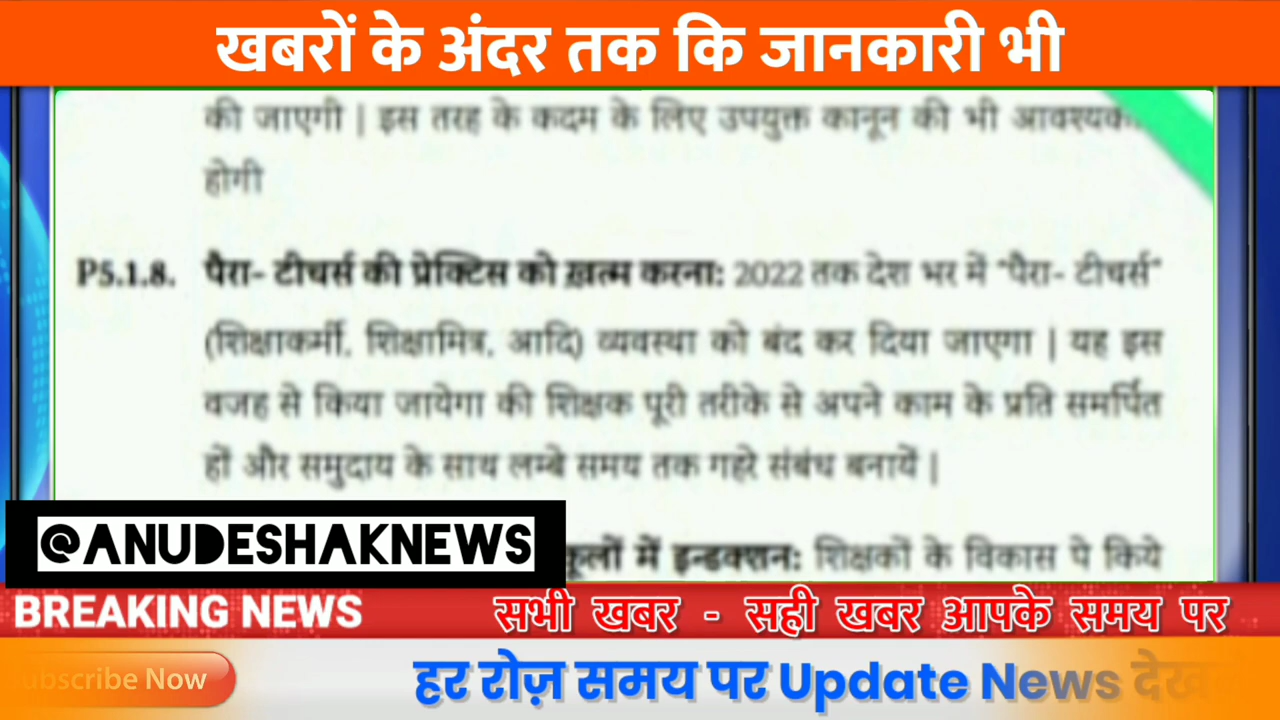 खबरों के अंदर तक कि जानकारी भी
की जाएगी | इस तरह के कदम के लिए उपयुक्त कानून की भी
होगी
P5.1.8. पैरा- टीचर्स की प्रेक्टिस को ख़त्म करना: 2022 तक देश भर में "पैरा- टीचर्स"
(शिक्षाकर्मी, शिक्षामित्र, आदि) व्यवस्था को बंद कर दिया जाएगा | यह इस
वजह से किया जायेगा की शिक्षक पूरी तरीके से अपने काम के प्रति समर्पित
हों और समुदाय के साथ लम्बे समय तक गहरे संबंध बनायें |
@ANUDESHAKNEWS
में इन्डक्शन: शिक्षकों के विकास पे किये
BREAKING NEWS
सभी खबर - सही खबर आपके समय पर
Now
हर रोज़ समय पर Update News